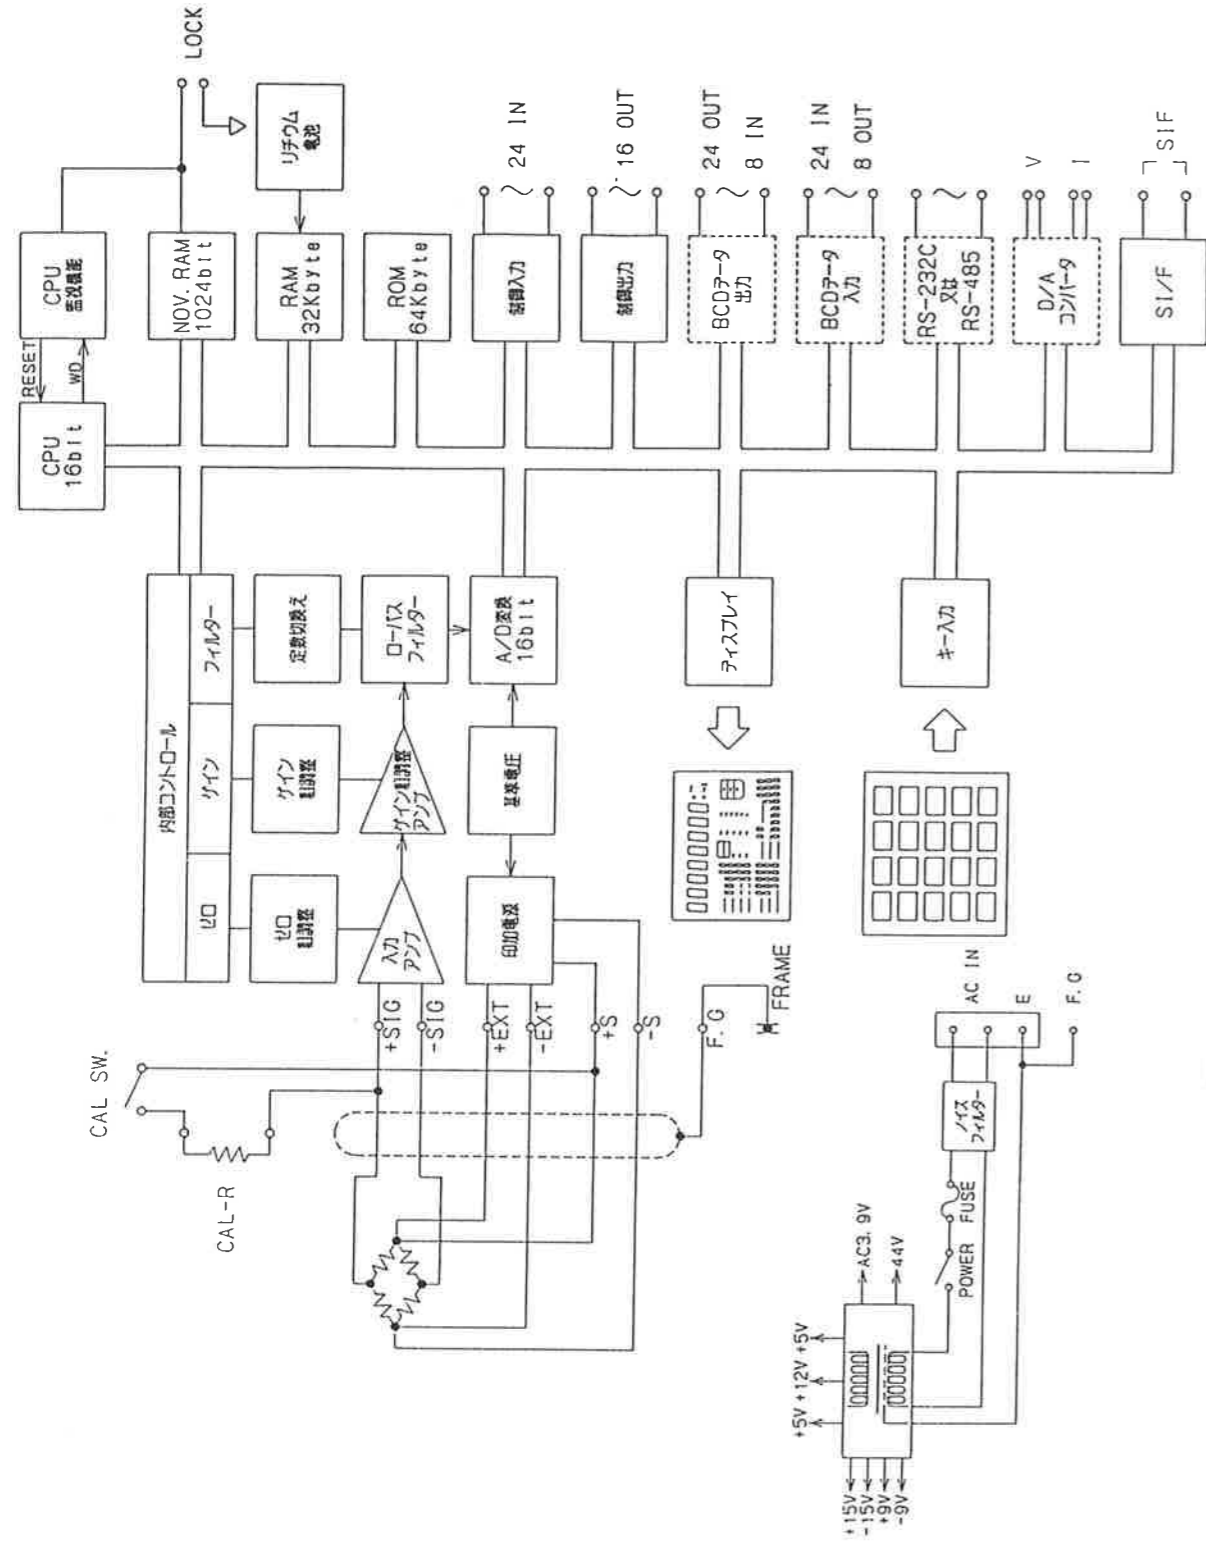 CPU
16bit
RESET
WD
CPU
監視機能
NOV. RAM
1024bit
LOCK
リチウム
電池
RAM
32Kbyte
ROM
64Kbyte
制御入力
24 IN
制御出力
16 OUT
BCDデータ
出力
24 OUT
8 IN
BCDデータ
入力
24 IN
8 OUT
RS-232C
又は
RS-485
D/A
コンバータ
V
I
SI/F
SIF
内部コントロール
ゼロ
ゲイン
フィルター
ゼロ
粗調整
ゲイン
粗調整
定数切換え
入力
アンプ
ゲイン粗調整
アンプ
ローパス
フィルター
A/D変換
16bit
基準電圧
印加電源
+SIG
-SIG
+EXT
-EXT
+S
-S
F.G
FRAME
CAL SW.
CAL-R
ディスプレイ
キー入力
AC IN
E
F.G
ノイズ
フィルター
FUSE
POWER
AC3.9V
44V
+5V
+12V
+5V
+15V
-15V
+9V
-9V